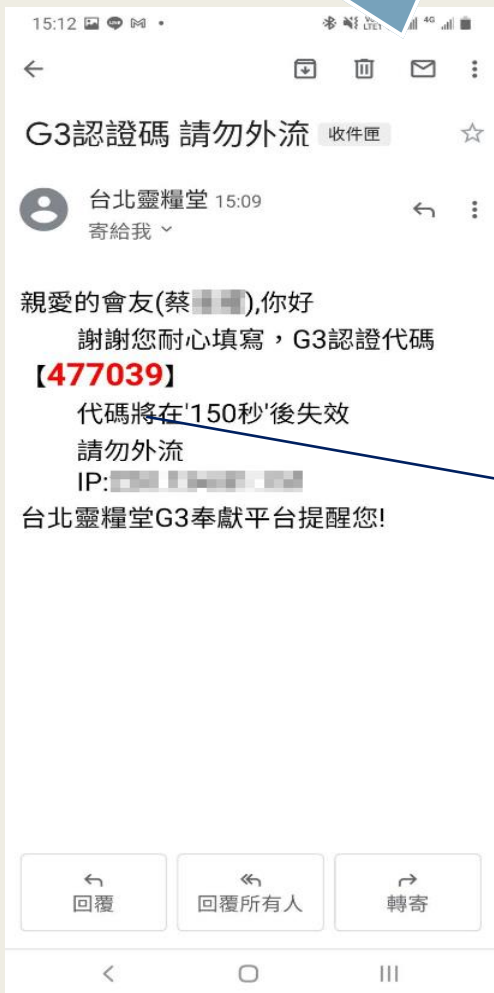 15:12
4G
G3認證碼 請勿外流 收件匣
台北靈糧堂 15:09
寄給我
親愛的會友(蔡),你好
謝謝您耐心填寫，G3認證代碼
【477039】
代碼將在'150秒'後失效
請勿外流
IP:
台北靈糧堂G3奉獻平台提醒您!
回覆
回覆所有人
轉寄